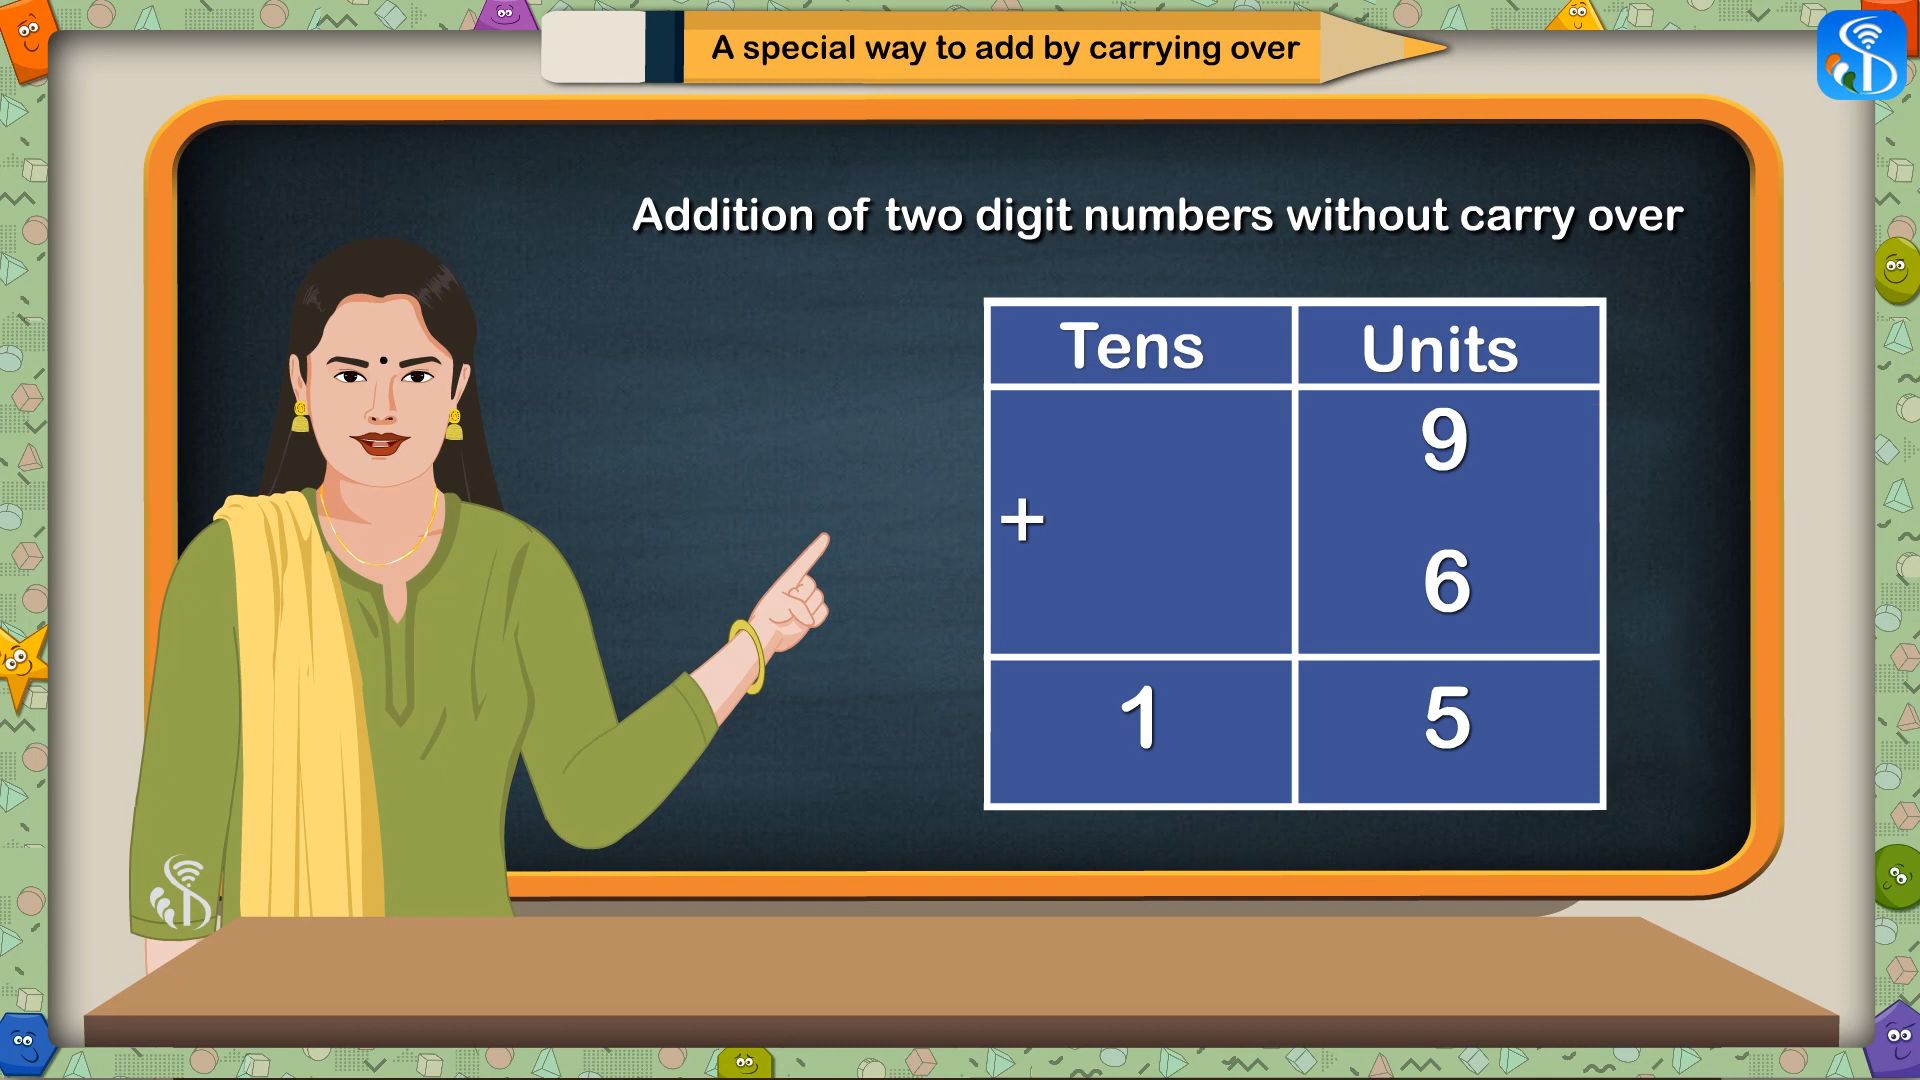 A special way to add by carrying over
Addition of two digit numbers without carry over
Tens Units
9
+
6
1 5